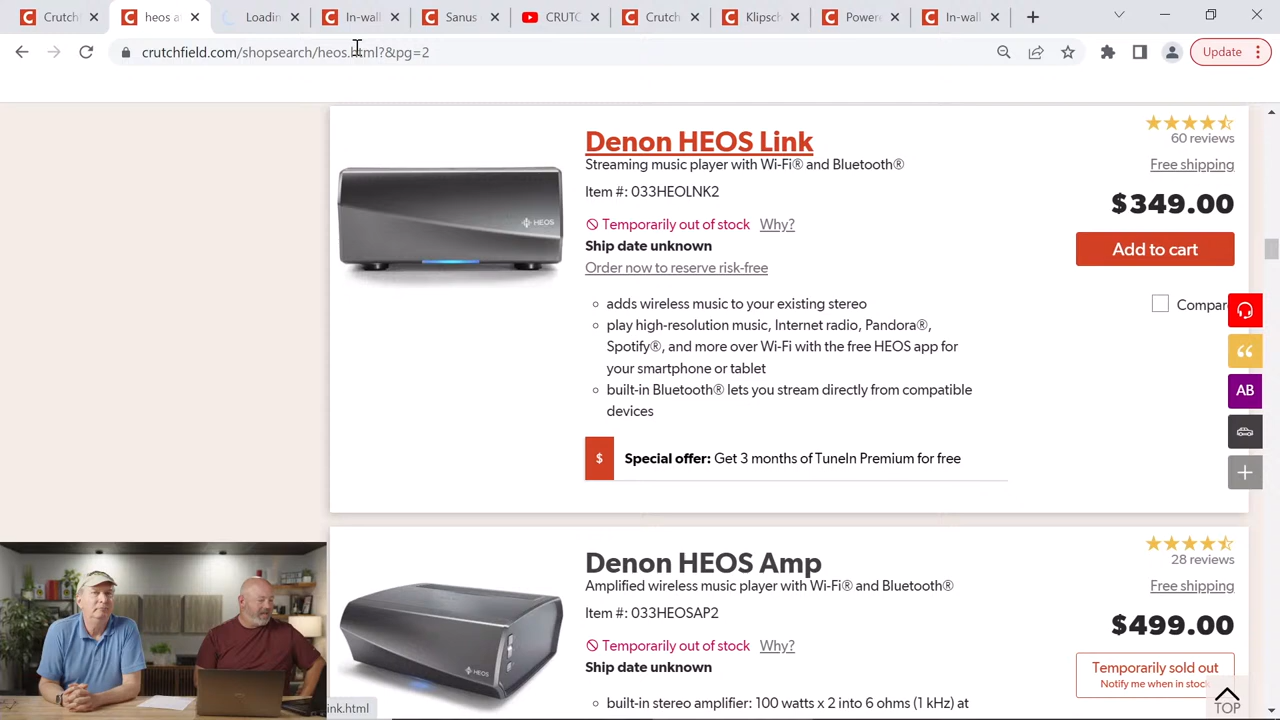 Crutch
heos a
Loadin
In-wall
Sanus
CRUTC
Crutch
Klipsch
Powere
In-wall
crutchfield.com/shopsearch/heos.html?&pg=2
Update
Denon HEOS Link
Streaming music player with Wi-Fi® and Bluetooth®
Item #: 033HEOLNK2
Temporarily out of stock Why?
Ship date unknown
Order now to reserve risk-free
adds wireless music to your existing stereo
play high-resolution music, Internet radio, Pandora®,
Spotify®, and more over Wi-Fi with the free HEOS app for
your smartphone or tablet
built-in Bluetooth® lets you stream directly from compatible
devices
$ Special offer: Get 3 months of TuneIn Premium for free
60 reviews
Free shipping
$349.00
Add to cart
Compar
AB
HEOS
Denon HEOS Amp
Amplified wireless music player with Wi-Fi® and Bluetooth®
Item #: 033HEOSAP2
Temporarily out of stock Why?
Ship date unknown
built-in stereo amplifier: 100 watts x 2 into 6 ohms (1 kHz) at
28 reviews
Free shipping
$499.00
Temporarily sold out
Notify me when in stock
TOP
HEOS
ink.html